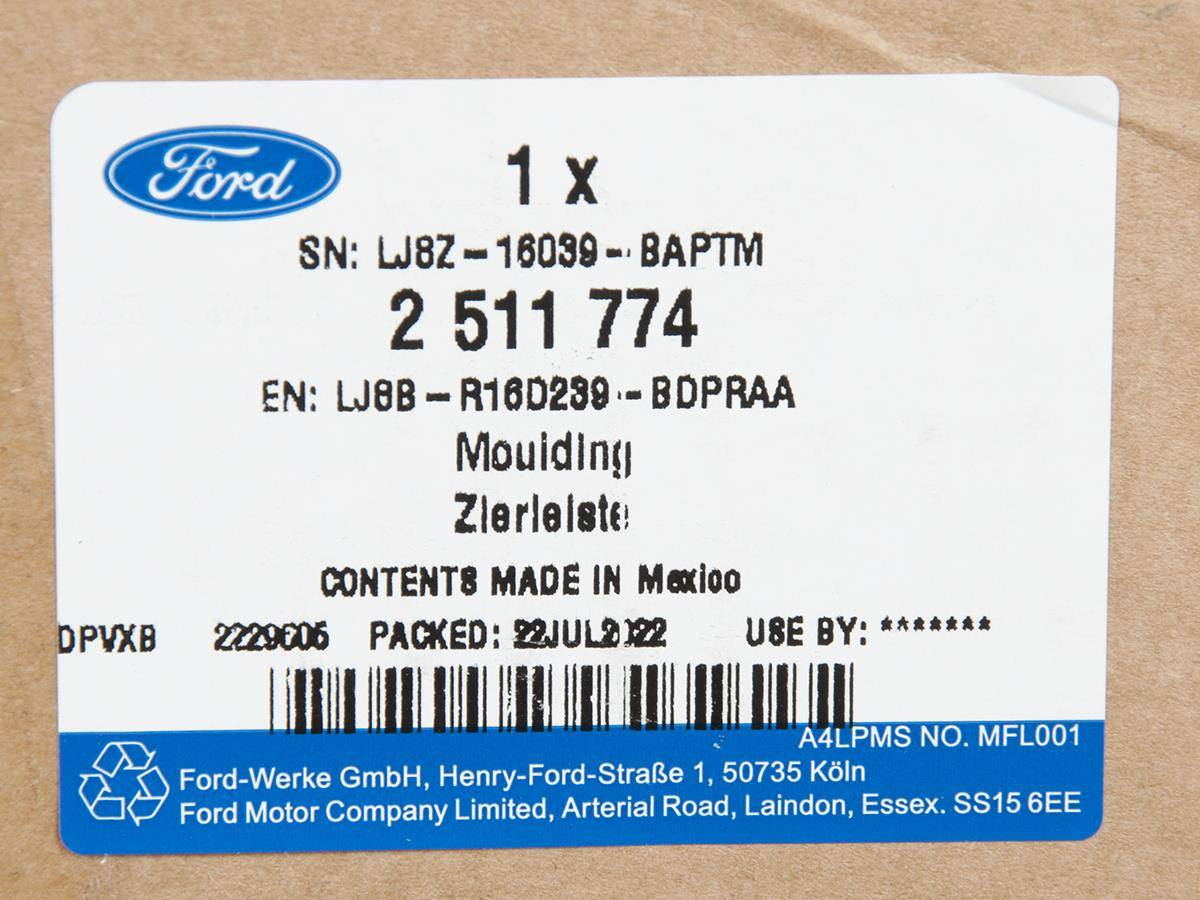 Ford
1 x
SN: LJ8Z-16039-BAPTM
2 511 774
EN: LJ8B-R16D239-BDPRAA
Moulding
Zierleiste
CONTENTS MADE IN Mexico
DPVXB 2229606 PACKED: 22JUL2022 USE BY: *******
A4LPMS NO. MFL001
Ford-Werke GmbH, Henry-Ford-Straße 1, 50735 Köln
Ford Motor Company Limited, Arterial Road, Laindon, Essex. SS15 6EE